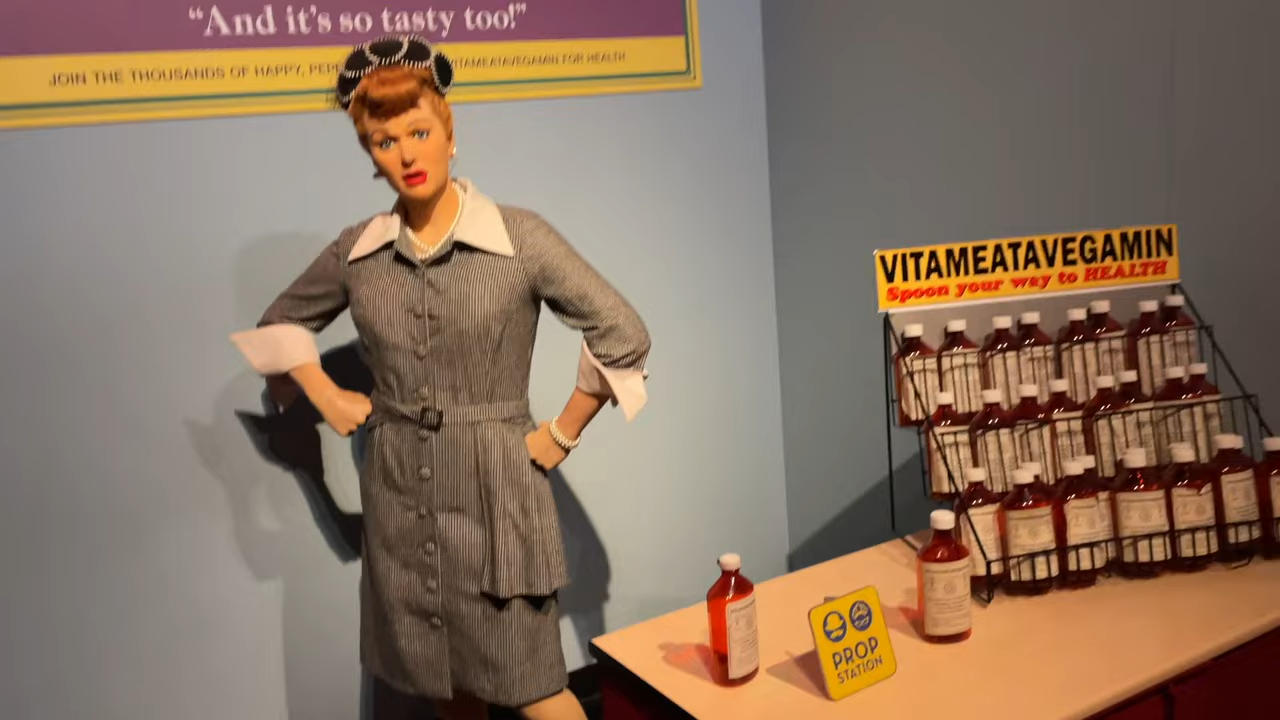 “And it’s so tasty too!”
JOIN THE THOUSANDS OF HAPPY, PEP VITAMEATAVEGAMIN FOR HEALTH
VITAMEATAVEGAMIN
Spoon your way to HEALTH
PROP
STATION